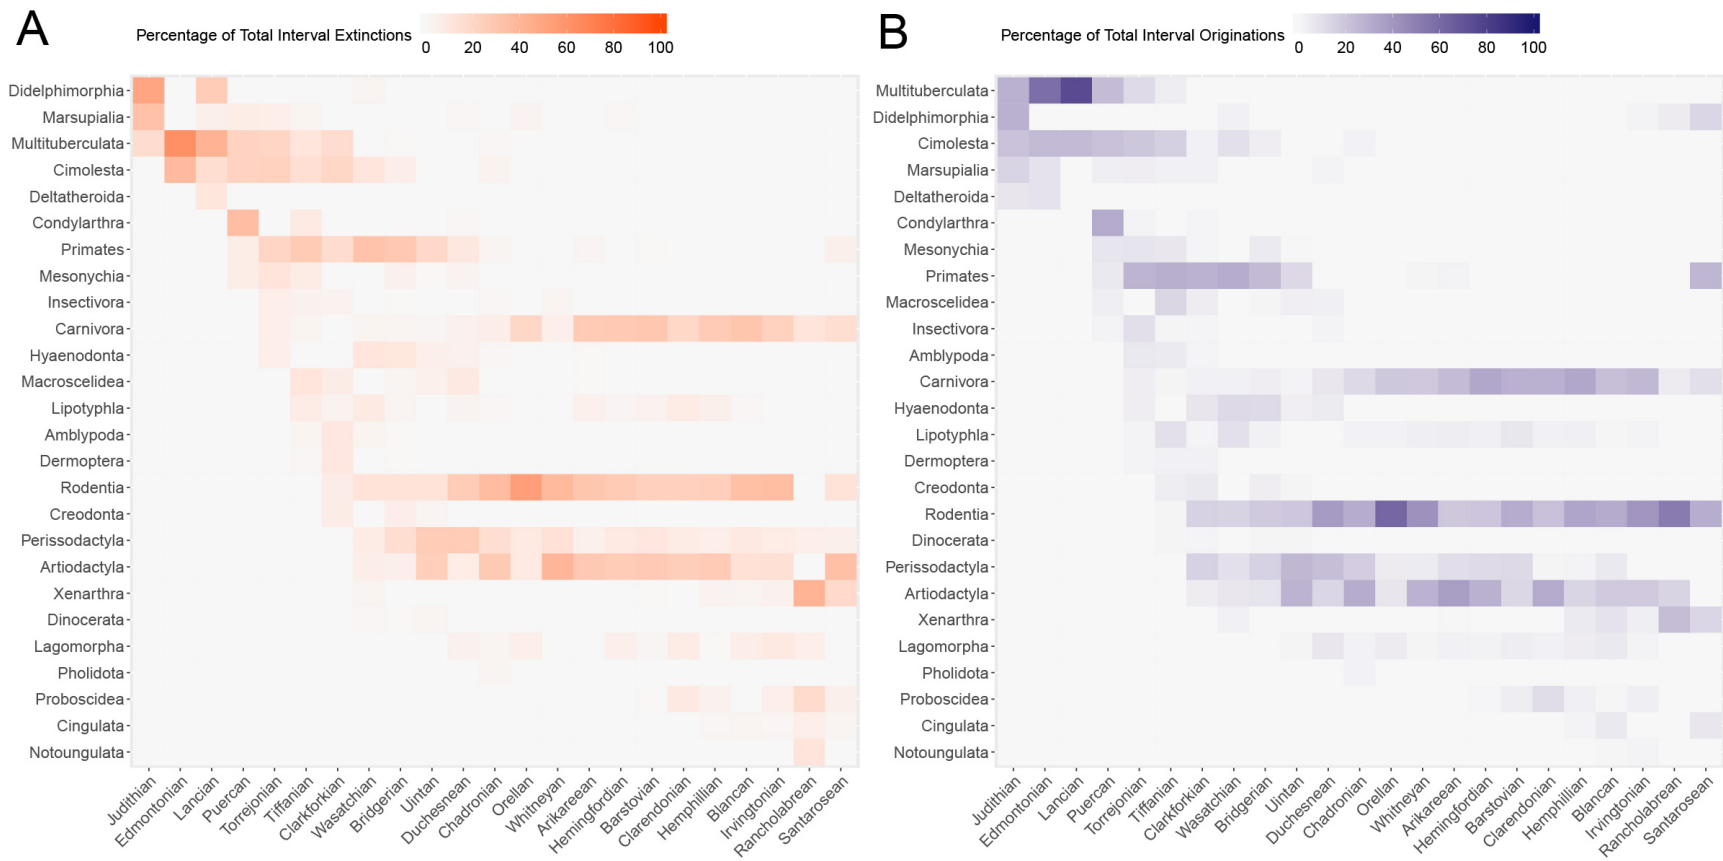 A
Percentage of Total Interval Extinctions
0 20 40 60 80 100
Didelphimorphia
Marsupialia
Multituberculata
Cimolesta
Deltatheroida
Condylarthra
Primates
Mesonychia
Insectivora
Carnivora
Hyaenodonta
Macroscelidea
Lipotyphla
Amblypoda
Dermoptera
Rodentia
Creodonta
Perissodactyla
Artiodactyla
Xenarthra
Dinocerata
Lagomorpha
Pholidota
Proboscidea
Cingulata
Notoungulata
Judithian
Edmontonian
Lancian
Puercan
Torrejonian
Tiffanian
Clarkforkian
Wasatchian
Bridgerian
Uintan
Duchesnean
Chadronian
Orellan
Whitneyan
Arikareean
Hemingfordian
Barstovian
Clarendonian
Hemphillian
Blancan
Irvingtonian
Rancholabrean
Santarosean
B
Percentage of Total Interval Originations
0 20 40 60 80 100
Multituberculata
Didelphimorphia
Cimolesta
Marsupialia
Deltatheroida
Condylarthra
Mesonychia
Primates
Macroscelidea
Insectivora
Amblypoda
Carnivora
Hyaenodonta
Lipotyphla
Dermoptera
Creodonta
Rodentia
Dinocerata
Perissodactyla
Artiodactyla
Xenarthra
Lagomorpha
Pholidota
Proboscidea
Cingulata
Notoungulata
Judithian
Edmontonian
Lancian
Puercan
Torrejonian
Tiffanian
Clarkforkian
Wasatchian
Bridgerian
Uintan
Duchesnean
Chadronian
Orellan
Whitneyan
Arikareean
Hemingfordian
Barstovian
Clarendonian
Hemphillian
Blancan
Irvingtonian
Rancholabrean
Santarosean